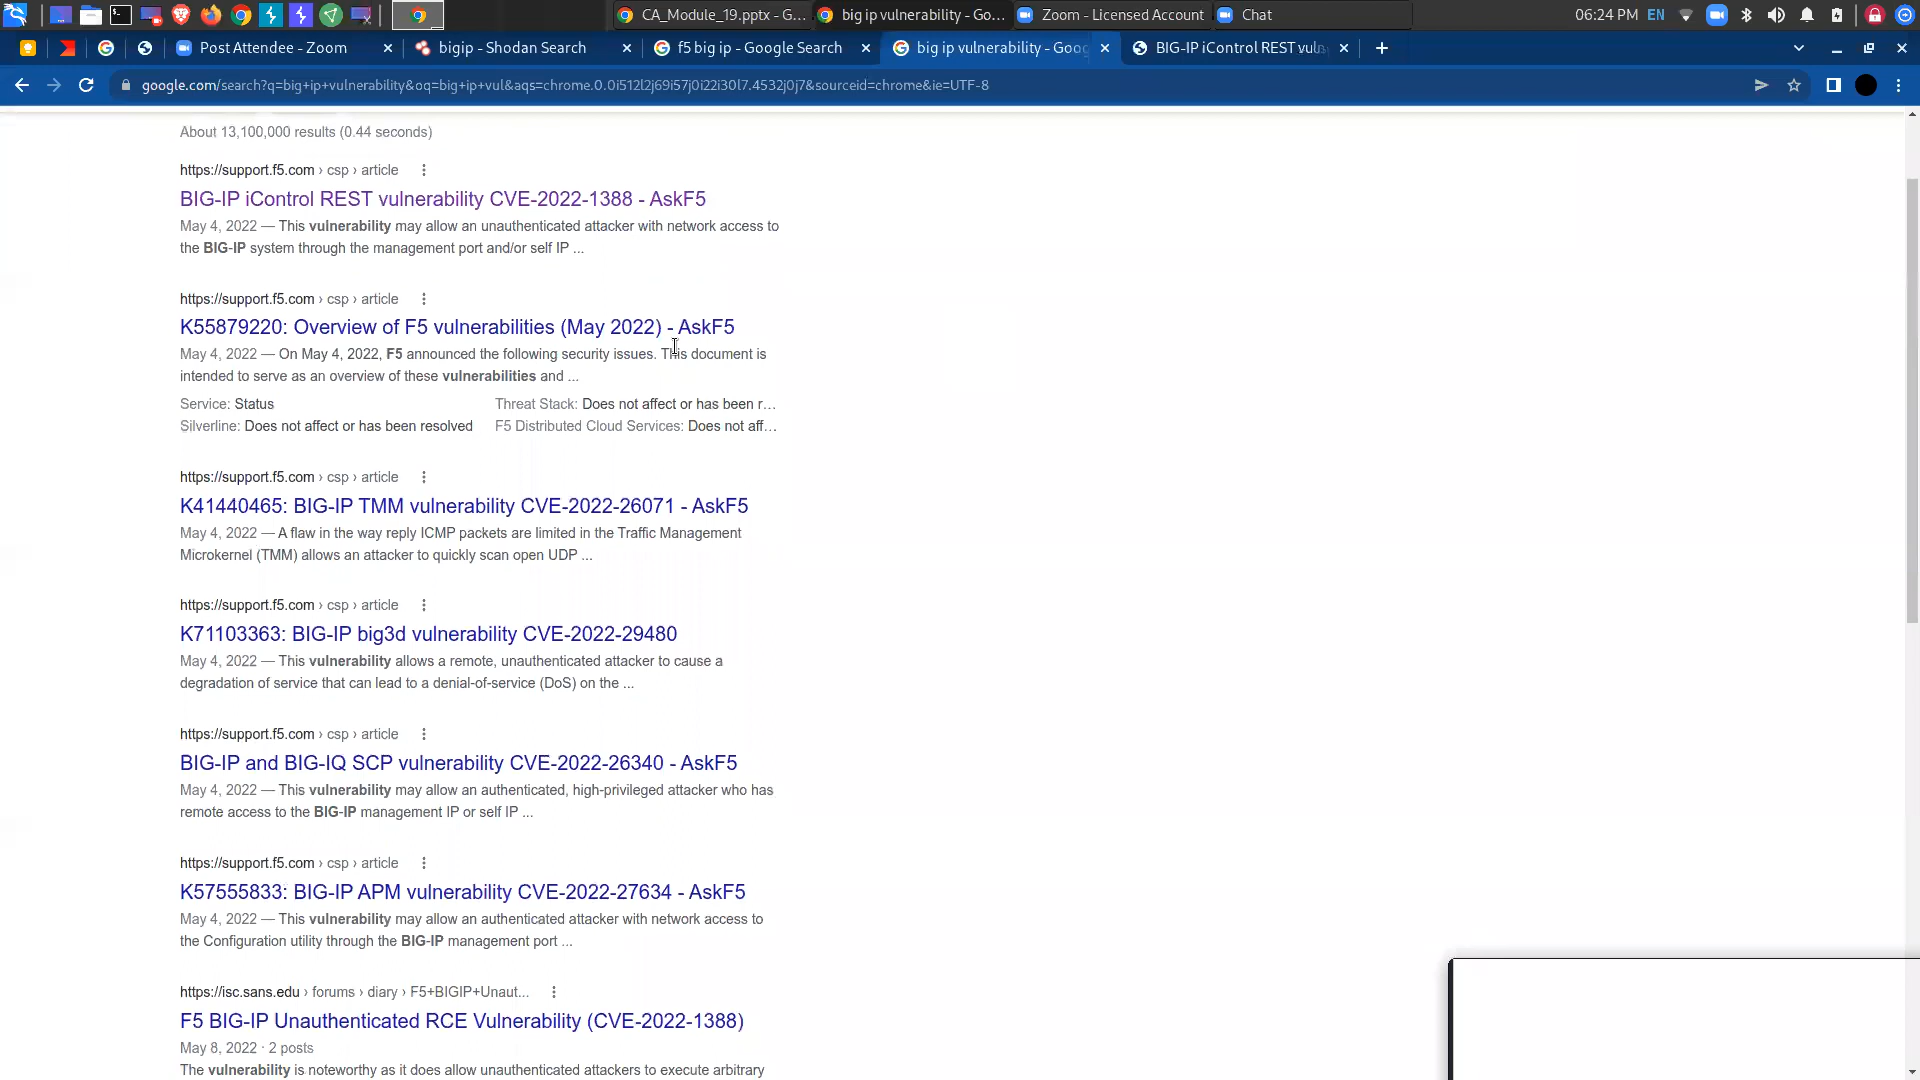 CA_Module_19.pptx - G...
big ip vulnerability - Go...
Zoom - Licensed Account
Chat
06:24 PM EN
Post Attendee - Zoom
bigip - Shodan Search
f5 big ip - Google Search
big ip vulnerability - Goog
BIG-IP iControl REST vuln
google.com/search?q=big+ip+vulnerability&oq=big+ip+vul&aqs=chrome.0.0i512l2j69i57j0i22i30l7.4532j0j7&sourceid=chrome&ie=UTF-8
About 13,100,000 results (0.44 seconds)
https://support.f5.com › csp › article
BIG-IP iControl REST vulnerability CVE-2022-1388 - AskF5
May 4, 2022 — This vulnerability may allow an unauthenticated attacker with network access to
the BIG-IP system through the management port and/or self IP ...
https://support.f5.com › csp › article
K55879220: Overview of F5 vulnerabilities (May 2022) - AskF5
May 4, 2022 — On May 4, 2022, F5 announced the following security issues. This document is
intended to serve as an overview of these vulnerabilities and ...
Service: Status
Threat Stack: Does not affect or has been r...
Silverline: Does not affect or has been resolved
F5 Distributed Cloud Services: Does not aff...
https://support.f5.com › csp › article
K41440465: BIG-IP TMM vulnerability CVE-2022-26071 - AskF5
May 4, 2022 — A flaw in the way reply ICMP packets are limited in the Traffic Management
Microkernel (TMM) allows an attacker to quickly scan open UDP ...
https://support.f5.com › csp › article
K71103363: BIG-IP big3d vulnerability CVE-2022-29480
May 4, 2022 — This vulnerability allows a remote, unauthenticated attacker to cause a
degradation of service that can lead to a denial-of-service (DoS) on the ...
https://support.f5.com › csp › article
BIG-IP and BIG-IQ SCP vulnerability CVE-2022-26340 - AskF5
May 4, 2022 — This vulnerability may allow an authenticated, high-privileged attacker who has
remote access to the BIG-IP management IP or self IP ...
https://support.f5.com › csp › article
K57555833: BIG-IP APM vulnerability CVE-2022-27634 - AskF5
May 4, 2022 — This vulnerability may allow an authenticated attacker with network access to
the Configuration utility through the BIG-IP management port ...
https://isc.sans.edu › forums › diary › F5+BIGIP+Unaut...
F5 BIG-IP Unauthenticated RCE Vulnerability (CVE-2022-1388)
May 8, 2022 · 2 posts
The vulnerability is noteworthy as it does allow unauthenticated attackers to execute arbitrary